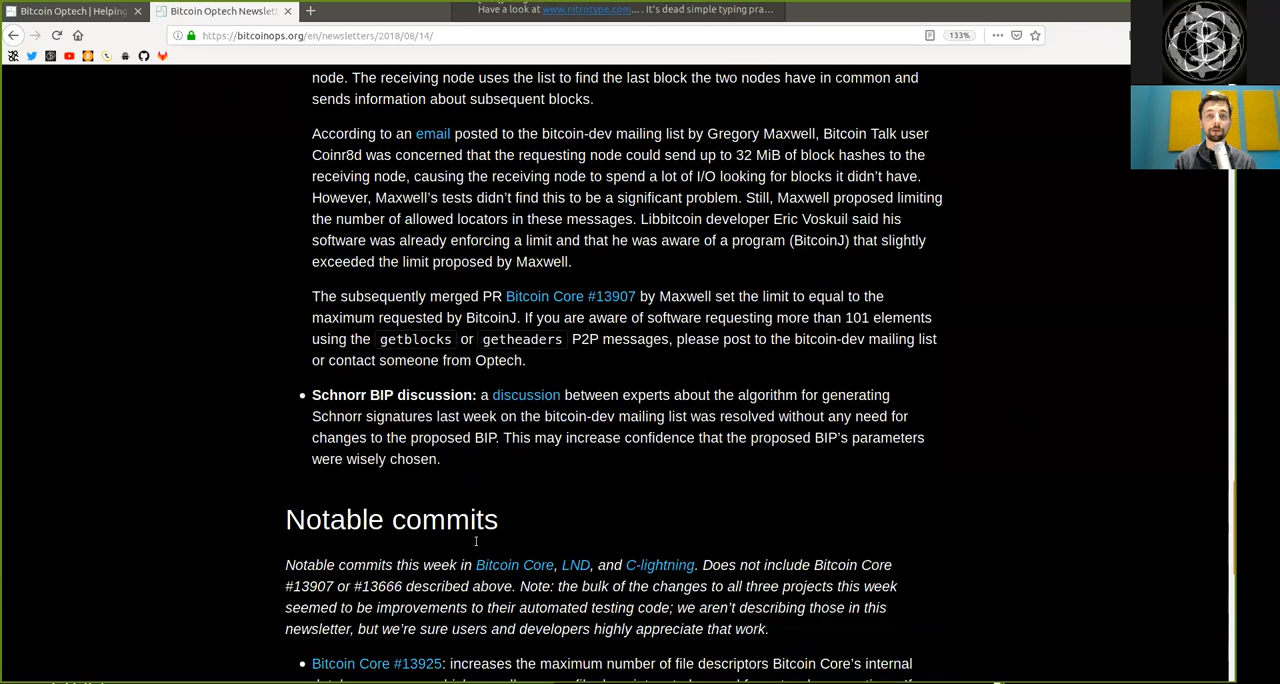 Bitcoin Optech | Helping
Bitcoin Optech Newslet
Have a look at www.nitrotype.com... . It's dead simple typing pra...
https://bitcoinops.org/en/newsletters/2018/08/14/
133%
node. The receiving node uses the list to find the last block the two nodes have in common and
sends information about subsequent blocks.
According to an email posted to the bitcoin-dev mailing list by Gregory Maxwell, Bitcoin Talk user
Coinr8d was concerned that the requesting node could send up to 32 MiB of block hashes to the
receiving node, causing the receiving node to spend a lot of I/O looking for blocks it didn't have.
However, Maxwell's tests didn't find this to be a significant problem. Still, Maxwell proposed limiting
the number of allowed locators in these messages. Libbitcoin developer Eric Voskuil said his
software was already enforcing a limit and that he was aware of a program (BitcoinJ) that slightly
exceeded the limit proposed by Maxwell.
The subsequently merged PR Bitcoin Core #13907 by Maxwell set the limit to equal to the
maximum requested by BitcoinJ. If you are aware of software requesting more than 101 elements
using the getblocks or getheaders P2P messages, please post to the bitcoin-dev mailing list
or contact someone from Optech.
Schnorr BIP discussion: a discussion between experts about the algorithm for generating
Schnorr signatures last week on the bitcoin-dev mailing list was resolved without any need for
changes to the proposed BIP. This may increase confidence that the proposed BIP's parameters
were wisely chosen.
Notable commits
Notable commits this week in Bitcoin Core, LND, and C-lightning. Does not include Bitcoin Core
#13907 or #13666 described above. Note: the bulk of the changes to all three projects this week
seemed to be improvements to their automated testing code; we aren't describing those in this
newsletter, but we're sure users and developers highly appreciate that work.
Bitcoin Core #13925: increases the maximum number of file descriptors Bitcoin Core's internal